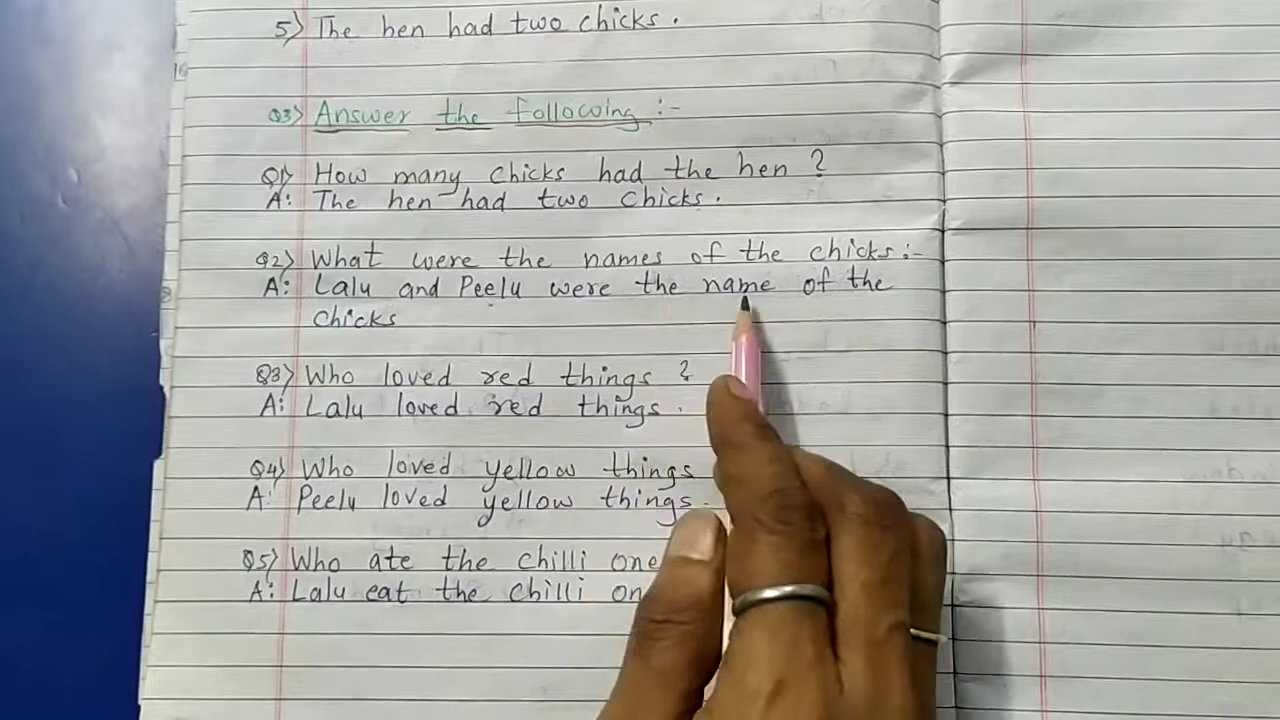 5) The hen had two chicks.
Q3) Answer the following :-
Q1) How many chicks had the hen ?
A: The hen had two chicks.
Q2) What were the names of the chicks :-
A: Lalu and Peelu were the name of the
chicks
Q3) Who loved red things ?
A: Lalu loved red things.
Q4) Who loved yellow things
A: Peelu loved yellow things.
Q5) Who ate the chilli one
A: Lalu eat the chilli on